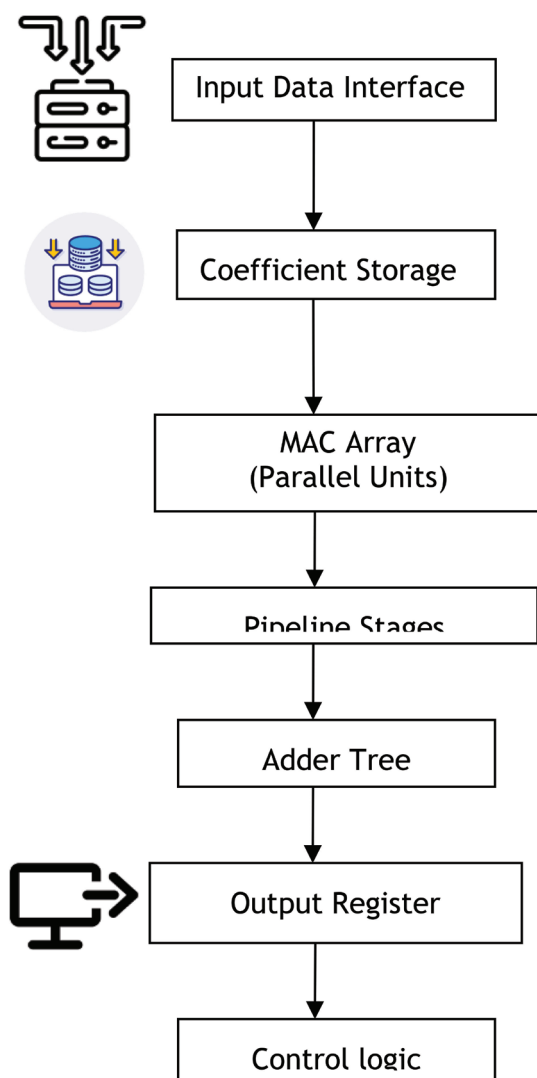 Input Data Interface
Coefficient Storage
MAC Array
(Parallel Units)
Pipeline Stages
Adder Tree
Output Register
Control logic